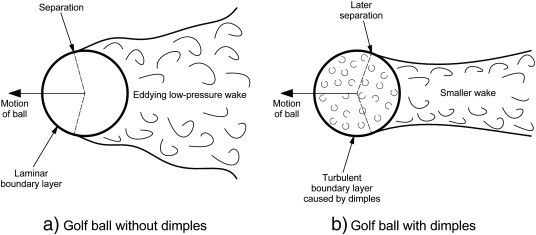 Separation
Eddying low-pressure wake
Motion
of ball
Laminar
boundary layer
a) Golf ball without dimples
Later
separation
Smaller wake
Motion
of ball
Turbulent
boundary layer
caused by dimples
b) Golf ball with dimples